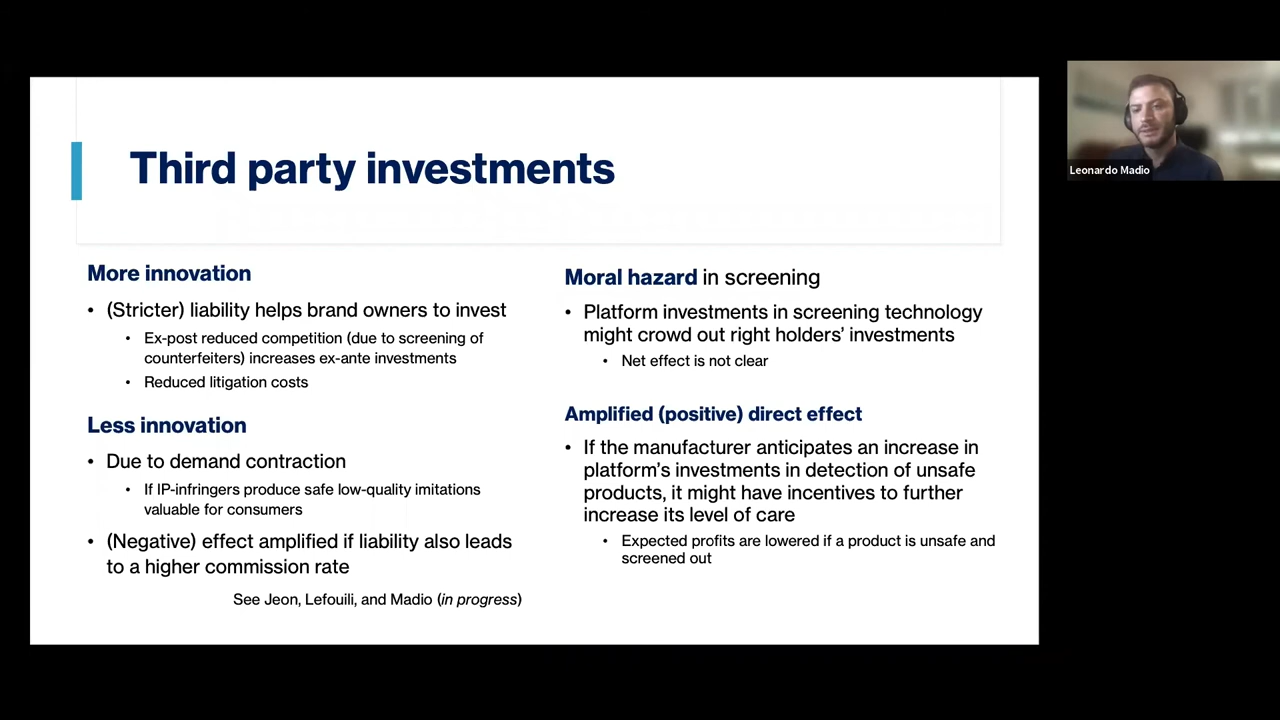 Third party investments
More innovation
• (Stricter) liability helps brand owners to invest
• Ex-post reduced competition (due to screening of
counterfeiters) increases ex-ante investments
• Reduced litigation costs
Less innovation
• Due to demand contraction
• If IP-infringers produce safe low-quality imitations
valuable for consumers
• (Negative) effect amplified if liability also leads
to a higher commission rate
See Jeon, Lefouili, and Madio (in progress)
Moral hazard in screening
• Platform investments in screening technology
might crowd out right holders’ investments
• Net effect is not clear
Amplified (positive) direct effect
• If the manufacturer anticipates an increase in
platform’s investments in detection of unsafe
products, it might have incentives to further
increase its level of care
• Expected profits are lowered if a product is unsafe and
screened out
Leonardo Madio